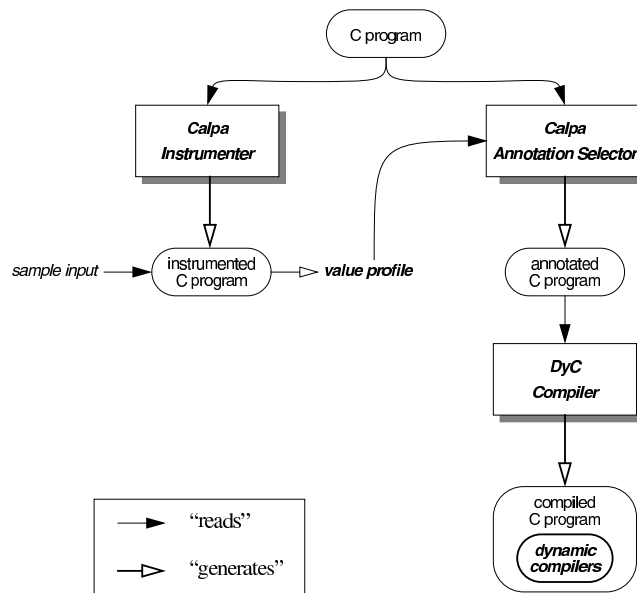 C program
Calpa
Instrumenter
Calpa
Annotation Selector
sample input
instrumented
C program
value profile
annotated
C program
DyC
Compiler
compiled
C program
dynamic
compilers
“reads”
“generates”